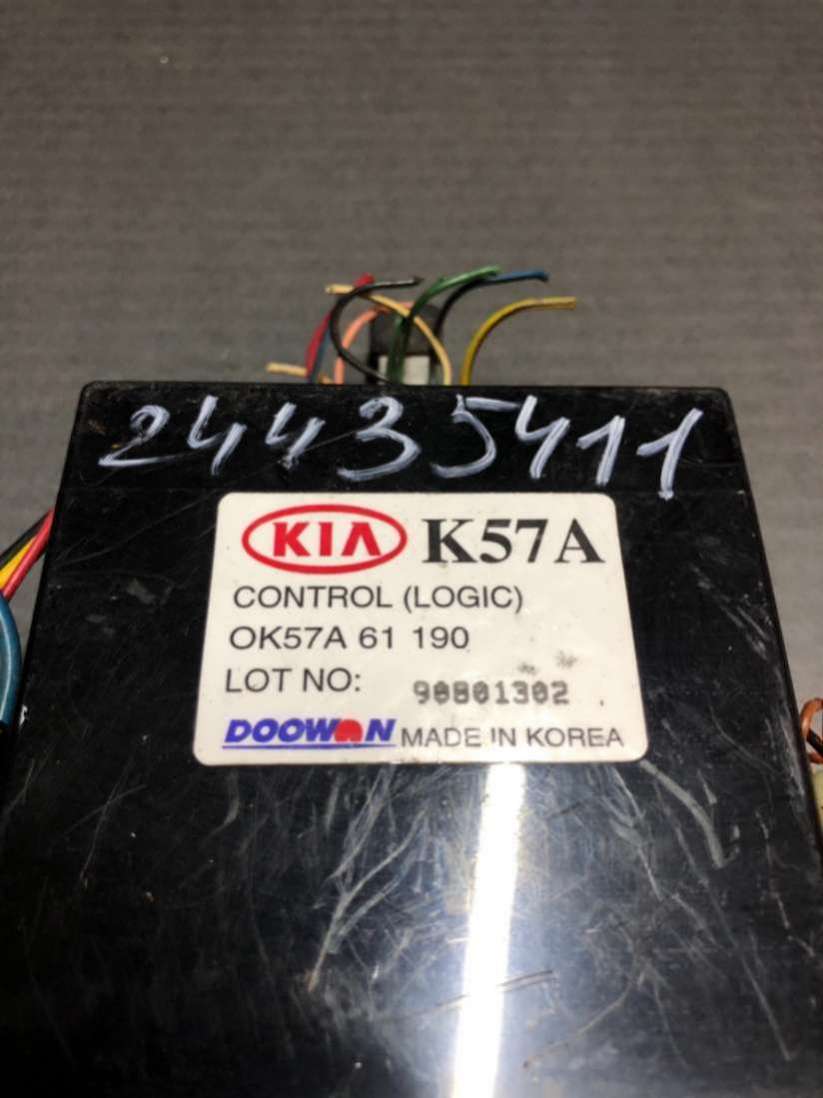 24435411
KIA K57A
CONTROL (LOGIC)
OK57A 61 190
LOT NO: 90801302
DOOWON MADE IN KOREA